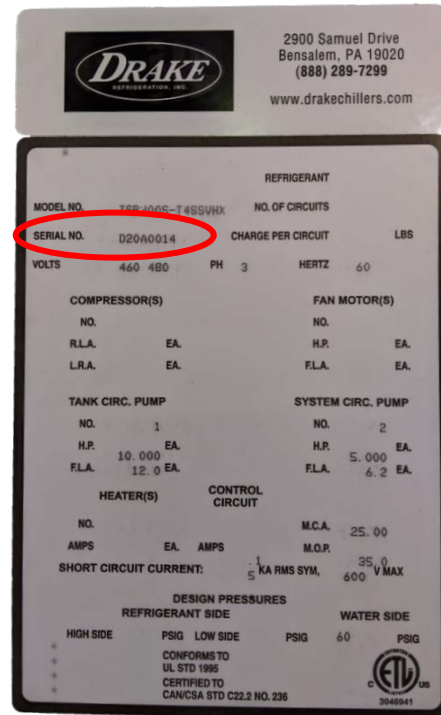 DRAKE
REFRIGERATION, INC.
2900 Samuel Drive
Bensalem, PA 19020
(888) 289-7299
www.drakechillers.com
REFRIGERANT
MODEL NO. NO. OF CIRCUITS
SERIAL NO. D20A0014 CHARGE PER CIRCUIT LBS
VOLTS 460 480 PH 3 HERTZ 60
COMPRESSOR(S) FAN MOTOR(S)
NO. NO.
R.L.A. EA. H.P. EA.
L.R.A. EA. F.L.A. EA.
TANK CIRC. PUMP SYSTEM CIRC. PUMP
NO. 1 NO. 2
H.P. 10.000 EA. H.P. 5.000 EA.
F.L.A. 12.0 EA. F.L.A. 6.2 EA.
HEATER(S) CONTROL CIRCUIT
NO. M.C.A. 25.00
AMPS EA. AMPS .1 M.O.P. 35.0
SHORT CIRCUIT CURRENT: 5 KA RMS SYM, 600 V MAX
DESIGN PRESSURES
REFRIGERANT SIDE WATER SIDE
HIGH SIDE PSIG LOW SIDE PSIG 60 PSIG
CONFORMS TO
UL STD 1995
CERTIFIED TO
CAN/CSA STD C22.2 NO. 236
C ETL US
3046941